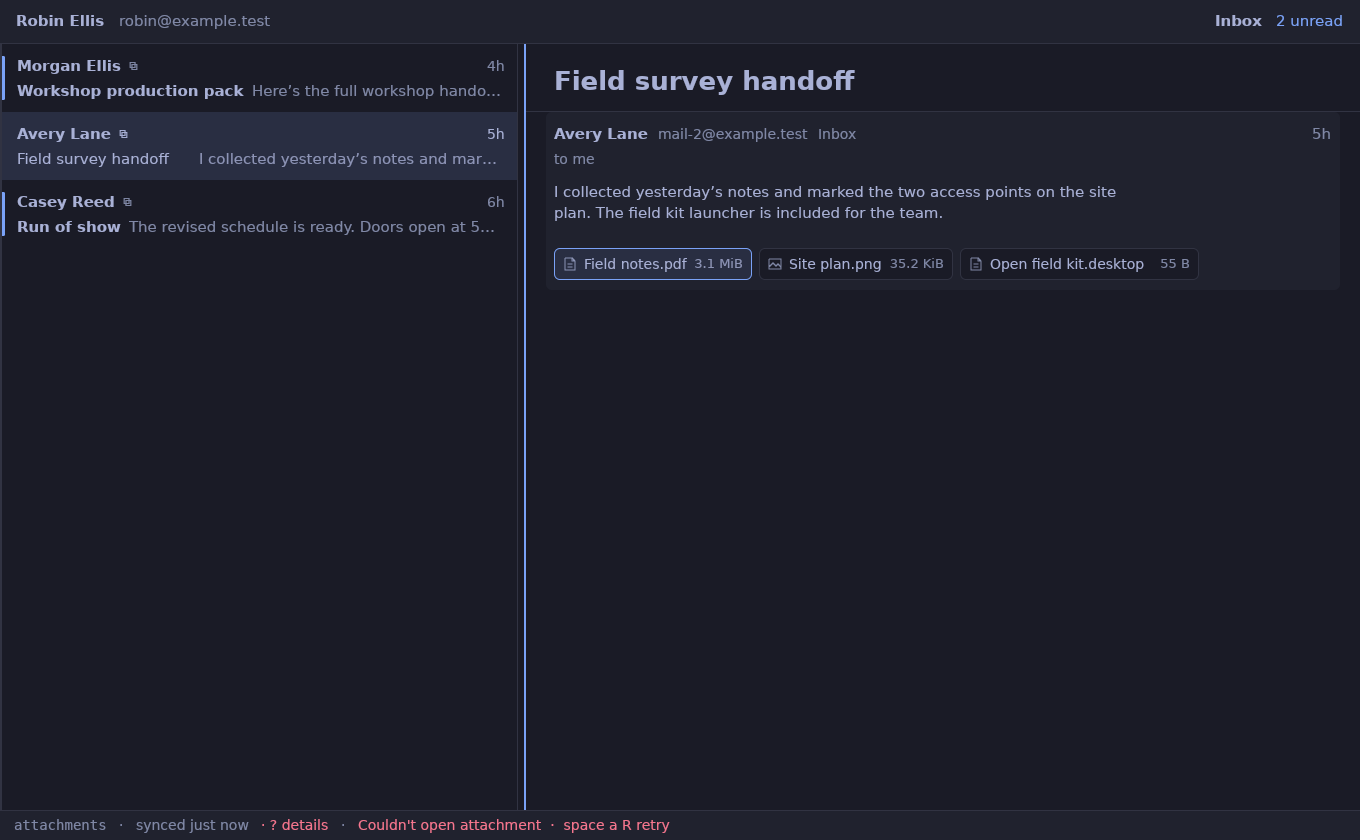 Robin Ellis robin@example.test Inbox 2 unread
Morgan Ellis 4h
Workshop production pack Here’s the full workshop hando…
Avery Lane 5h
Field survey handoff I collected yesterday’s notes and mar…
Casey Reed 6h
Run of show The revised schedule is ready. Doors open at 5…
Field survey handoff
Avery Lane mail-2@example.test Inbox 5h
to me
I collected yesterday’s notes and marked the two access points on the site
plan. The field kit launcher is included for the team.
Field notes.pdf 3.1 MiB Site plan.png 35.2 KiB Open field kit.desktop 55 B
attachments · synced just now · ? details · Couldn't open attachment · space a R retry